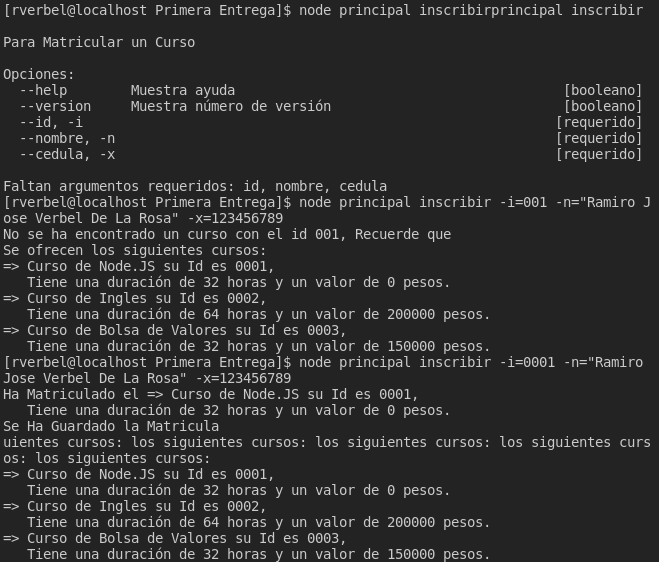 [rverbel@localhost Primera Entrega]$ node principal inscribirprincipal inscribir
Para Matricular un Curso
Opciones:
--help Muestra ayuda [booleano]
--version Muestra número de versión [booleano]
--id, -i [requerido]
--nombre, -n [requerido]
--cedula, -x [requerido]
Faltan argumentos requeridos: id, nombre, cedula
[rverbel@localhost Primera Entrega]$ node principal inscribir -i=001 -n="Ramiro J
ose Verbel De La Rosa" -x=123456789
No se ha encontrado un curso con el id 001, Recuerde que
Se ofrecen los siguientes cursos:
=> Curso de Node.JS su Id es 0001,
Tiene una duración de 32 horas y un valor de 0 pesos.
=> Curso de Ingles su Id es 0002,
Tiene una duración de 64 horas y un valor de 200000 pesos.
=> Curso de Bolsa de Valores su Id es 0003,
Tiene una duración de 32 horas y un valor de 150000 pesos.
[rverbel@localhost Primera Entrega]$ node principal inscribir -i=0001 -n="Ramiro
Jose Verbel De La Rosa" -x=123456789
Ha Matriculado el => Curso de Node.JS su Id es 0001,
Tiene una duración de 32 horas y un valor de 0 pesos.
Se Ha Guardado la Matricula
uientes cursos: los siguientes cursos: los siguientes cursos: los siguientes curs
os: los siguientes cursos:
=> Curso de Node.JS su Id es 0001,
Tiene una duración de 32 horas y un valor de 0 pesos.
=> Curso de Ingles su Id es 0002,
Tiene una duración de 64 horas y un valor de 200000 pesos.
=> Curso de Bolsa de Valores su Id es 0003,
Tiene una duración de 32 horas y un valor de 150000 pesos.